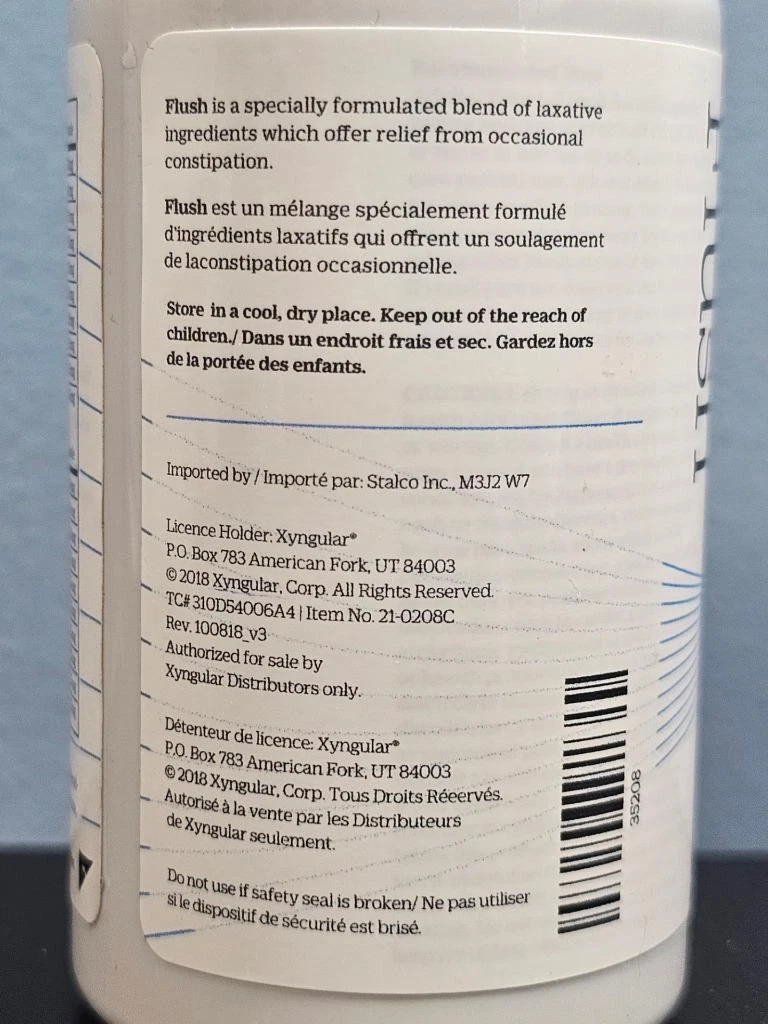 Flush is a specially formulated blend of laxative
ingredients which offer relief from occasional
constipation.
Flush est un mélange spécialement formulé
d'ingrédients laxatifs qui offrent un soulagement
de laconstipation occasionnelle.
Store in a cool, dry place. Keep out of the reach of
children./ Dans un endroit frais et sec. Gardez hors
de la portée des enfants.
Imported by / Importé par: Stalco Inc., M3J2 W7
Licence Holder: Xyngular®
P.O. Box 783 American Fork, UT 84003
© 2018 Xyngular, Corp. All Rights Reserved.
TC# 310D54006A4 | Item No. 21-0208C
Rev. 100818_v3
Authorized for sale by
Xyngular Distributors only.
Détenteur de licence: Xyngular®
P.O. Box 783 American Fork, UT 84003
© 2018 Xyngular, Corp. Tous Droits Réeervés.
Autorisé à la vente par les Distributeurs
de Xyngular seulement.
Do not use if safety seal is broken/ Ne pas utiliser
si le dispositif de sécurité est brisé.
35208